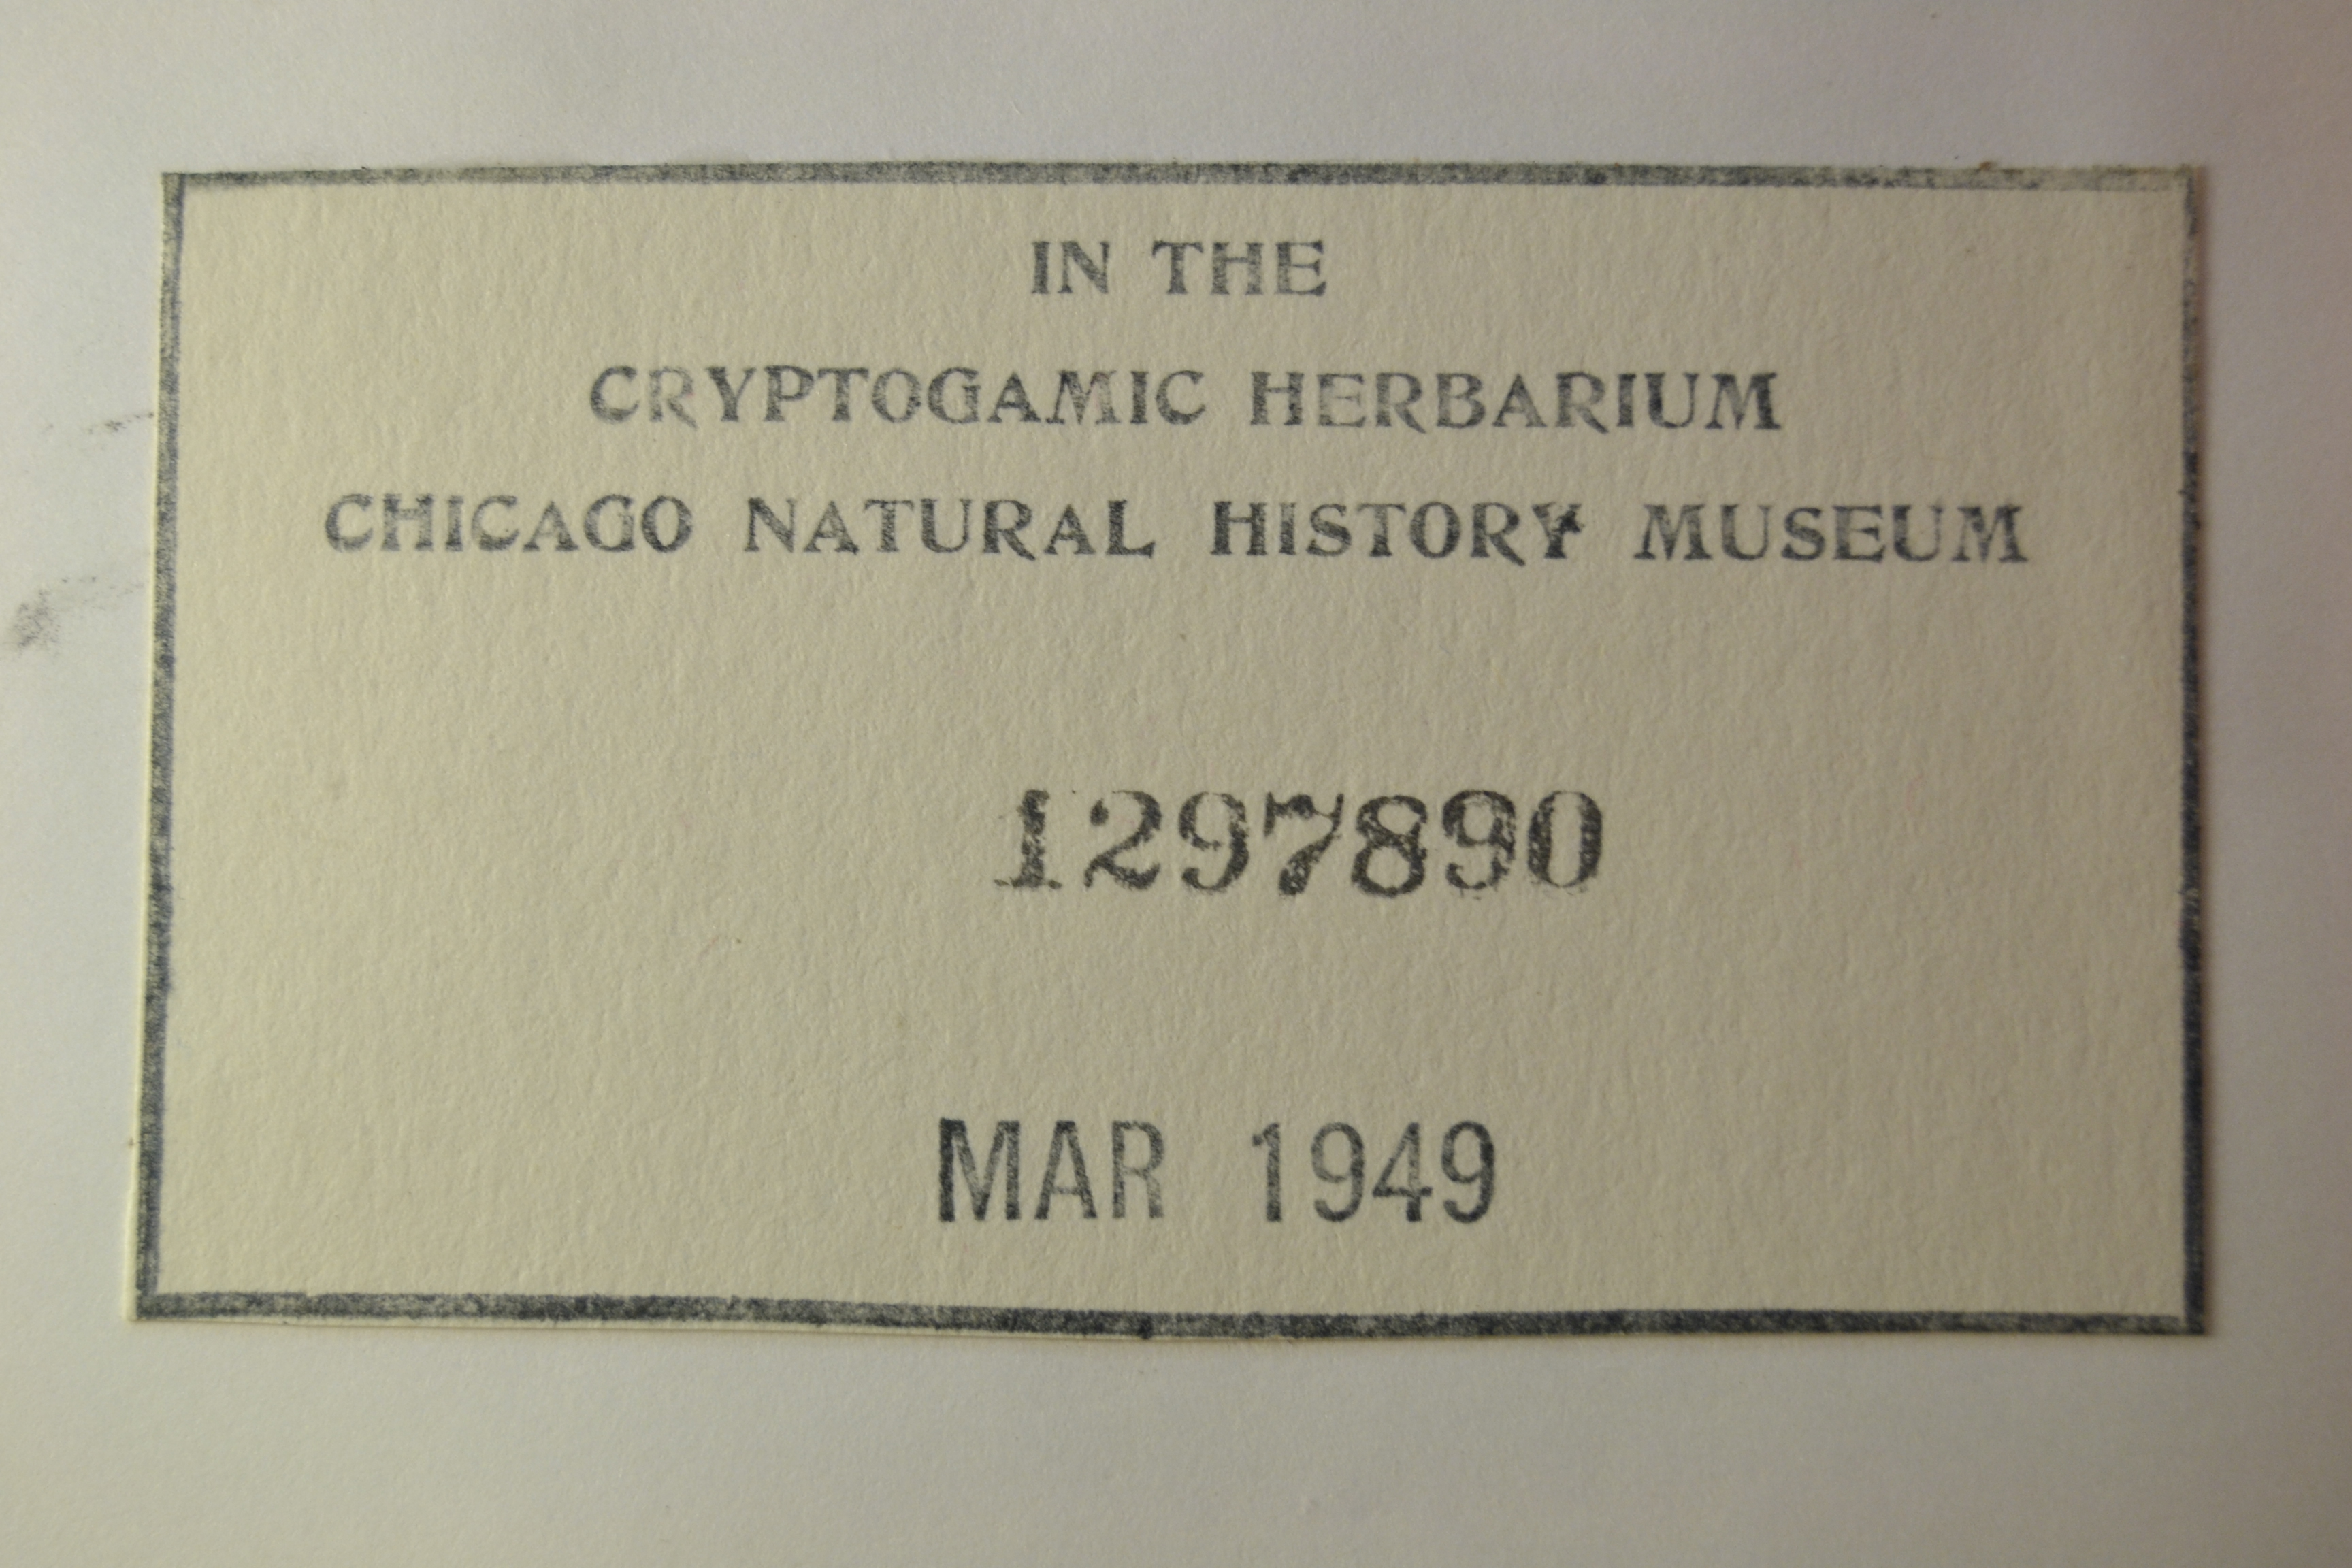 IN THE
CRYPTOGAMIC HERBARIUM
CHICAGO NATURAL HISTORY MUSEUM
1297890
MAR 1949